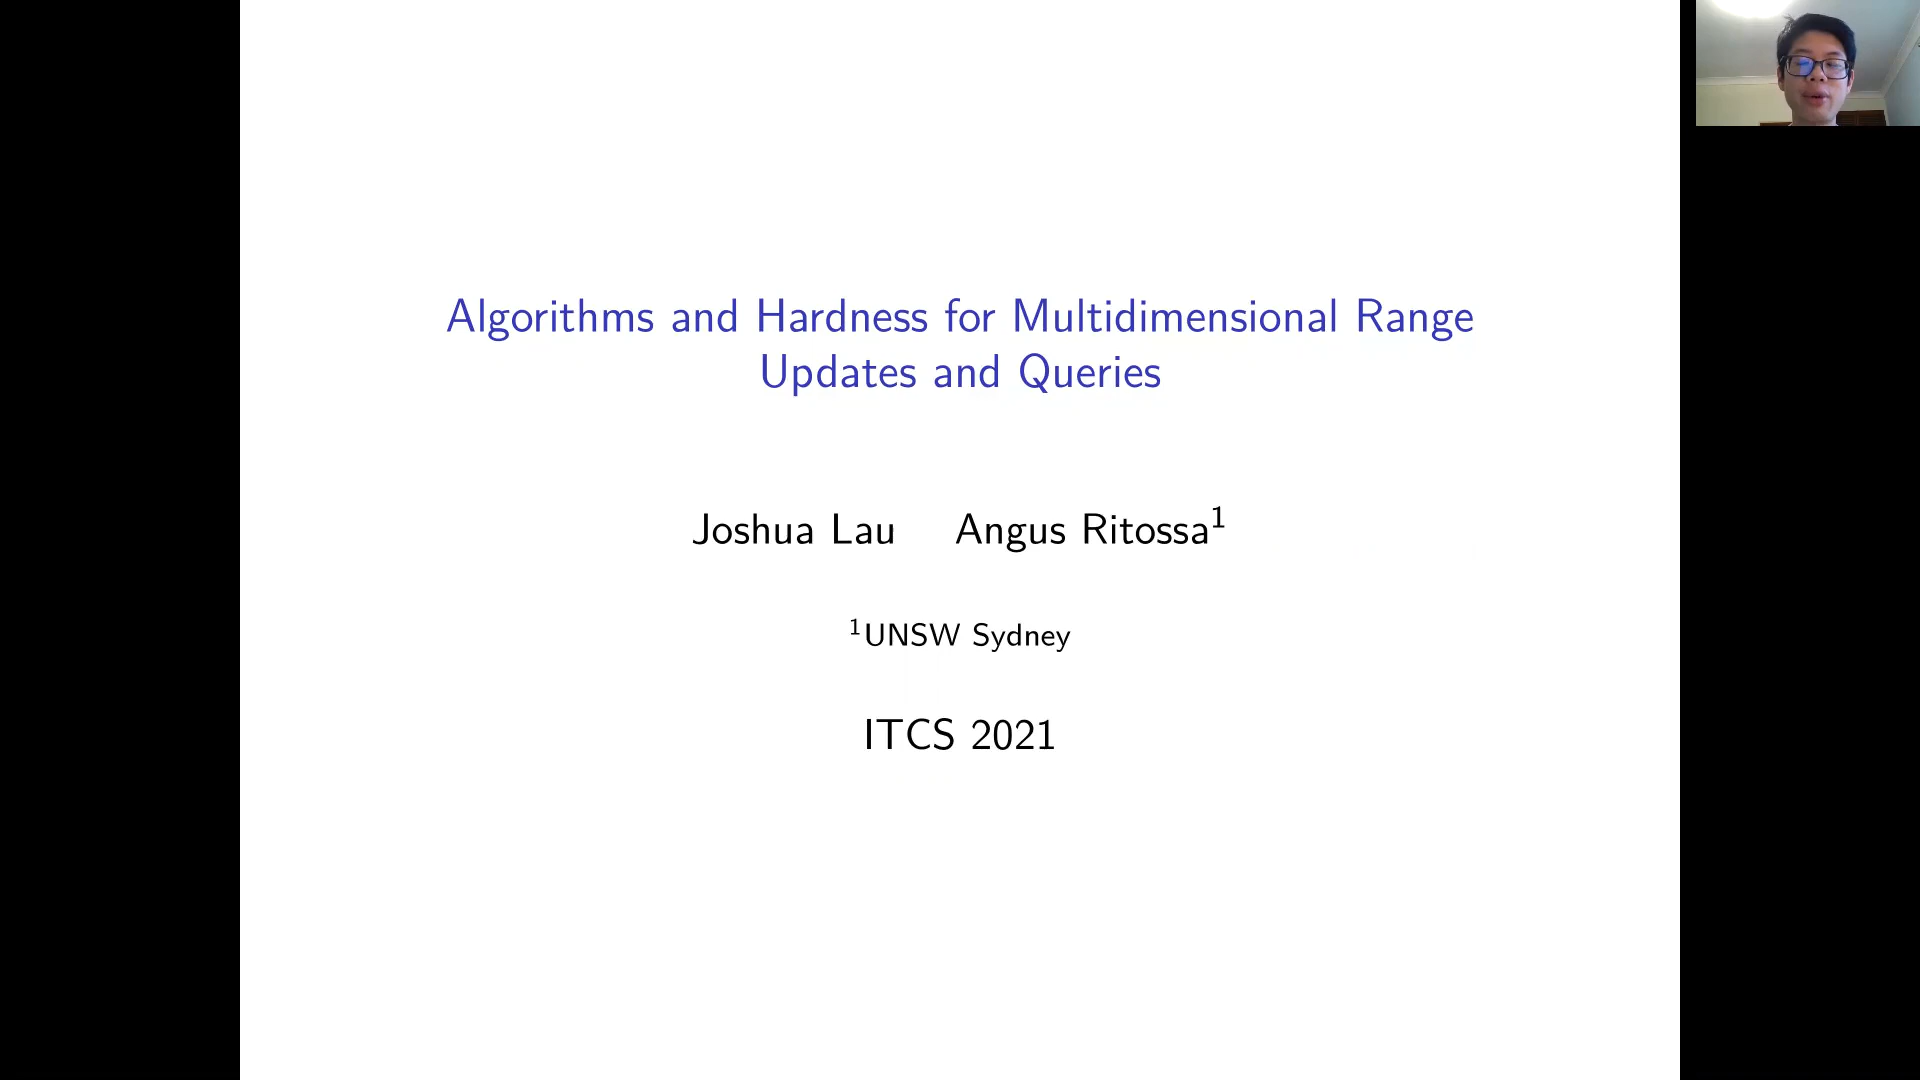 Algorithms and Hardness for Multidimensional Range
Updates and Queries
Joshua Lau Angus Ritossa¹
¹UNSW Sydney
ITCS 2021